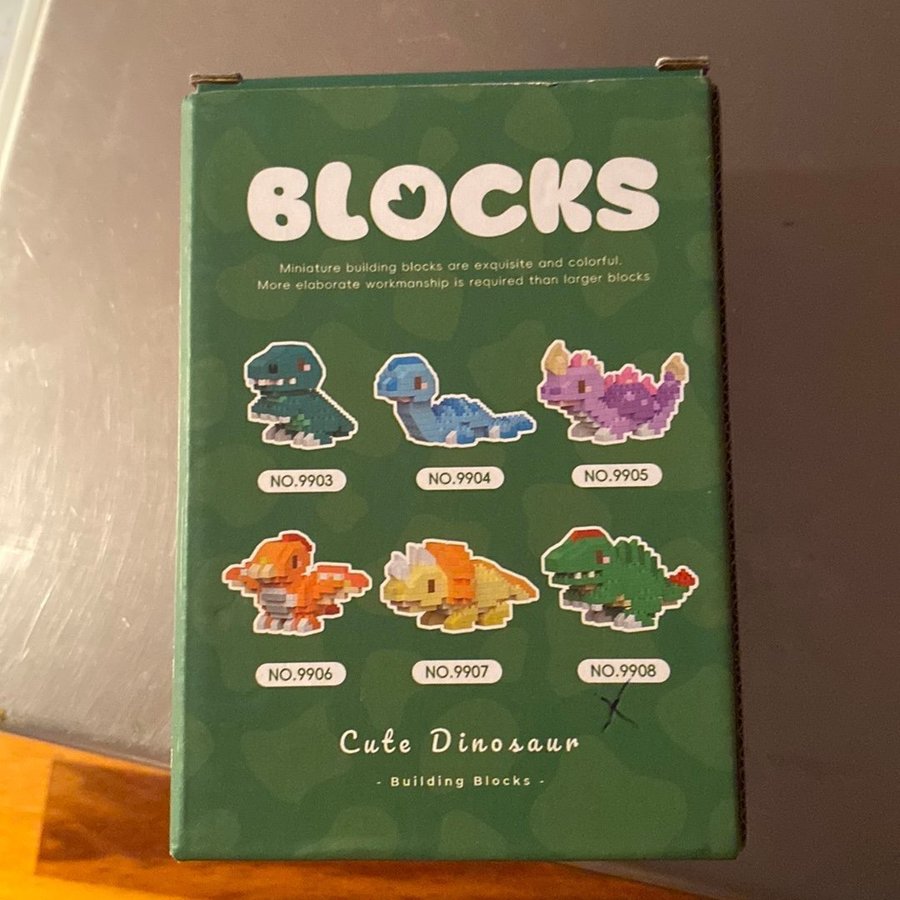 BLOCKS
Miniature building blocks are exquisite and colorful.
More elaborate workmanship is required than larger blocks
NO.9903 NO.9904 NO.9905
NO.9906 NO.9907 NO.9908
X
Cute Dinosaur
- Building Blocks -